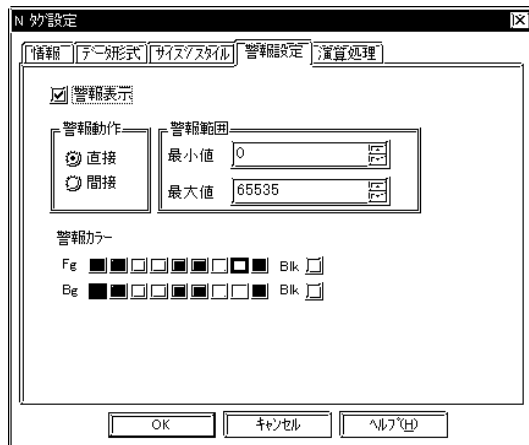 N タグ設定
情報 データ形式 サイズ/スタイル 警報設定 演算処理
警報表示
警報動作
直接
間接
警報範囲
最小値 0
最大値 65535
警報カラー
Fg Blk
Bg Blk
OK キャンセル ヘルプ(H)